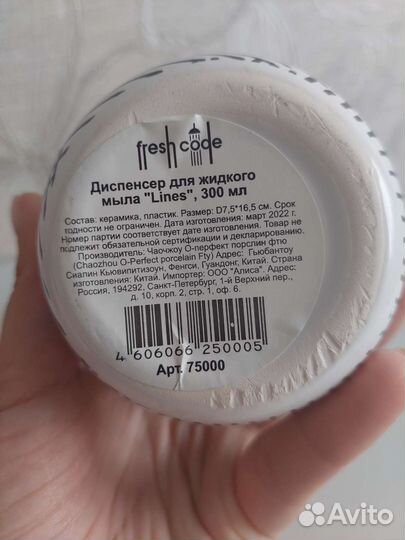 fresh code
Диспенсер для жидкого
мыла "Lines", 300 мл
Состав: керамика, пластик. Размер: D7,5*16,5 см. Срок
годности не ограничен. Дата изготовления: март 2022 г.
Номер партии соответствует дате изготовления. Товар не
подлежит обязательной сертификации и декларированию.
Производитель: Чаочжоу О-перфект порслин фтю
(Chaozhou O-Perfect porcelain Fty) Адрес: Гьюбантоу
Сиапин Кьювипитизоун, Фенгси, Гуандонг, Китай. Страна
изготовления: Китай. Импортер: ООО "Алиса". Адрес:
Россия, 194292, Санкт-Петербург, 1-й Верхний пер.,
д. 10, корп. 2, стр. 1, оф. 6.
4 606066 250005
Арт. 75000
Avito